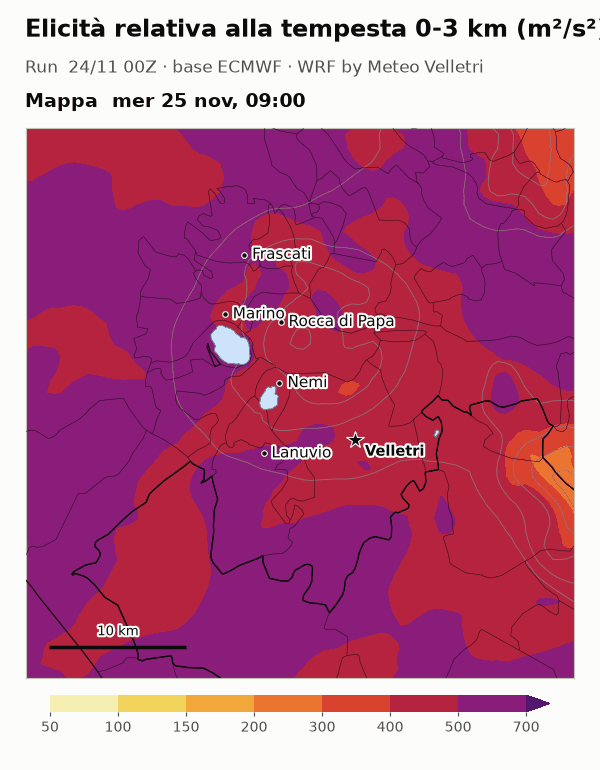 Elicità relativa alla tempesta 0-3 km (m²/s²)
Run 24/11 00Z · base ECMWF · WRF by Meteo Velletri
Mappa mer 25 nov, 09:00
Frascati
Marino
Rocca di Papa
Nemi
Velletri
Lanuvio
10 km
50 100 150 200 300 400 500 700